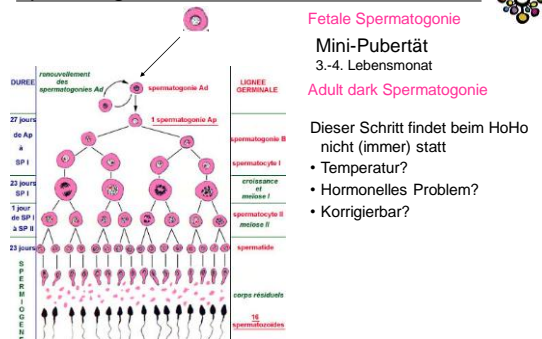 Fetale Spermatogonie
Mini-Pubertät
3.-4. Lebensmonat
Adult dark Spermatogonie
Dieser Schritt findet beim HoHo
nicht (immer) statt
• Temperatur?
• Hormonelles Problem?
• Korrigierbar?
DUREE
renouvellement
des
spermatogonies Ad
spermatogonie Ad
LIGNEE
GERMINALE
27 jours
de Ap
à
SP I
1 spermatogonie Ap
spermatogonie B
spermatocyte I
23 jours
SP I
croissance
et
meiose I
1 jour
de SP I
à SP II
spermatocyte II
meiose II
23 jours
spermatide
S
P
E
R
M
I
O
G
E
N
corps résiduels
16
spermatozoïdes